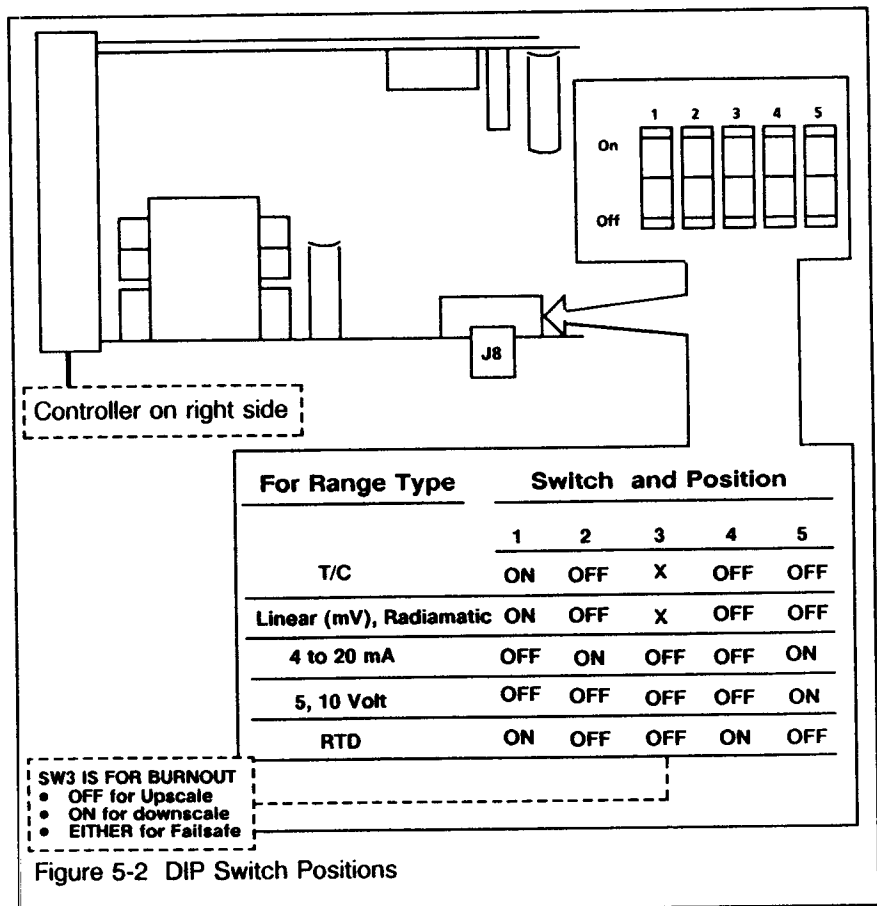 1 2 3 4 5
On
Off
J8
Controller on right side
For Range Type Switch and Position
1 2 3 4 5
T/C ON OFF X OFF OFF
Linear (mV), Radiamatic ON OFF X OFF OFF
4 to 20 mA OFF ON OFF OFF ON
5, 10 Volt OFF OFF OFF OFF ON
RTD ON OFF OFF ON OFF
SW3 IS FOR BURNOUT
• OFF for Upscale
• ON for downscale
• EITHER for Failsafe
Figure 5-2 DIP Switch Positions